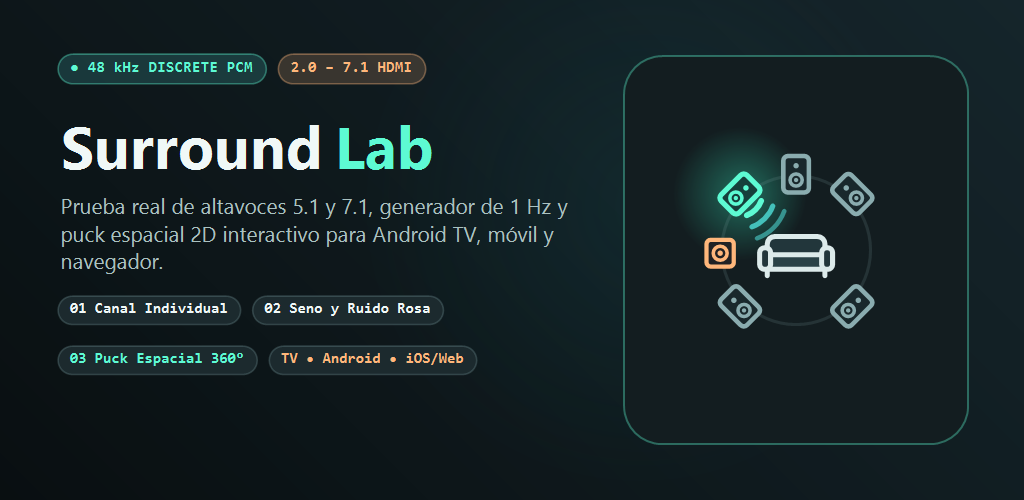 ● 48 kHz DISCRETE PCM
2.0 – 7.1 HDMI
Surround Lab
Prueba real de altavoces 5.1 y 7.1, generador de 1 Hz y
puck espacial 2D interactivo para Android TV, móvil y
navegador.
01 Canal Individual
02 Seno y Ruido Rosa
03 Puck Espacial 360º
TV • Android • iOS/Web